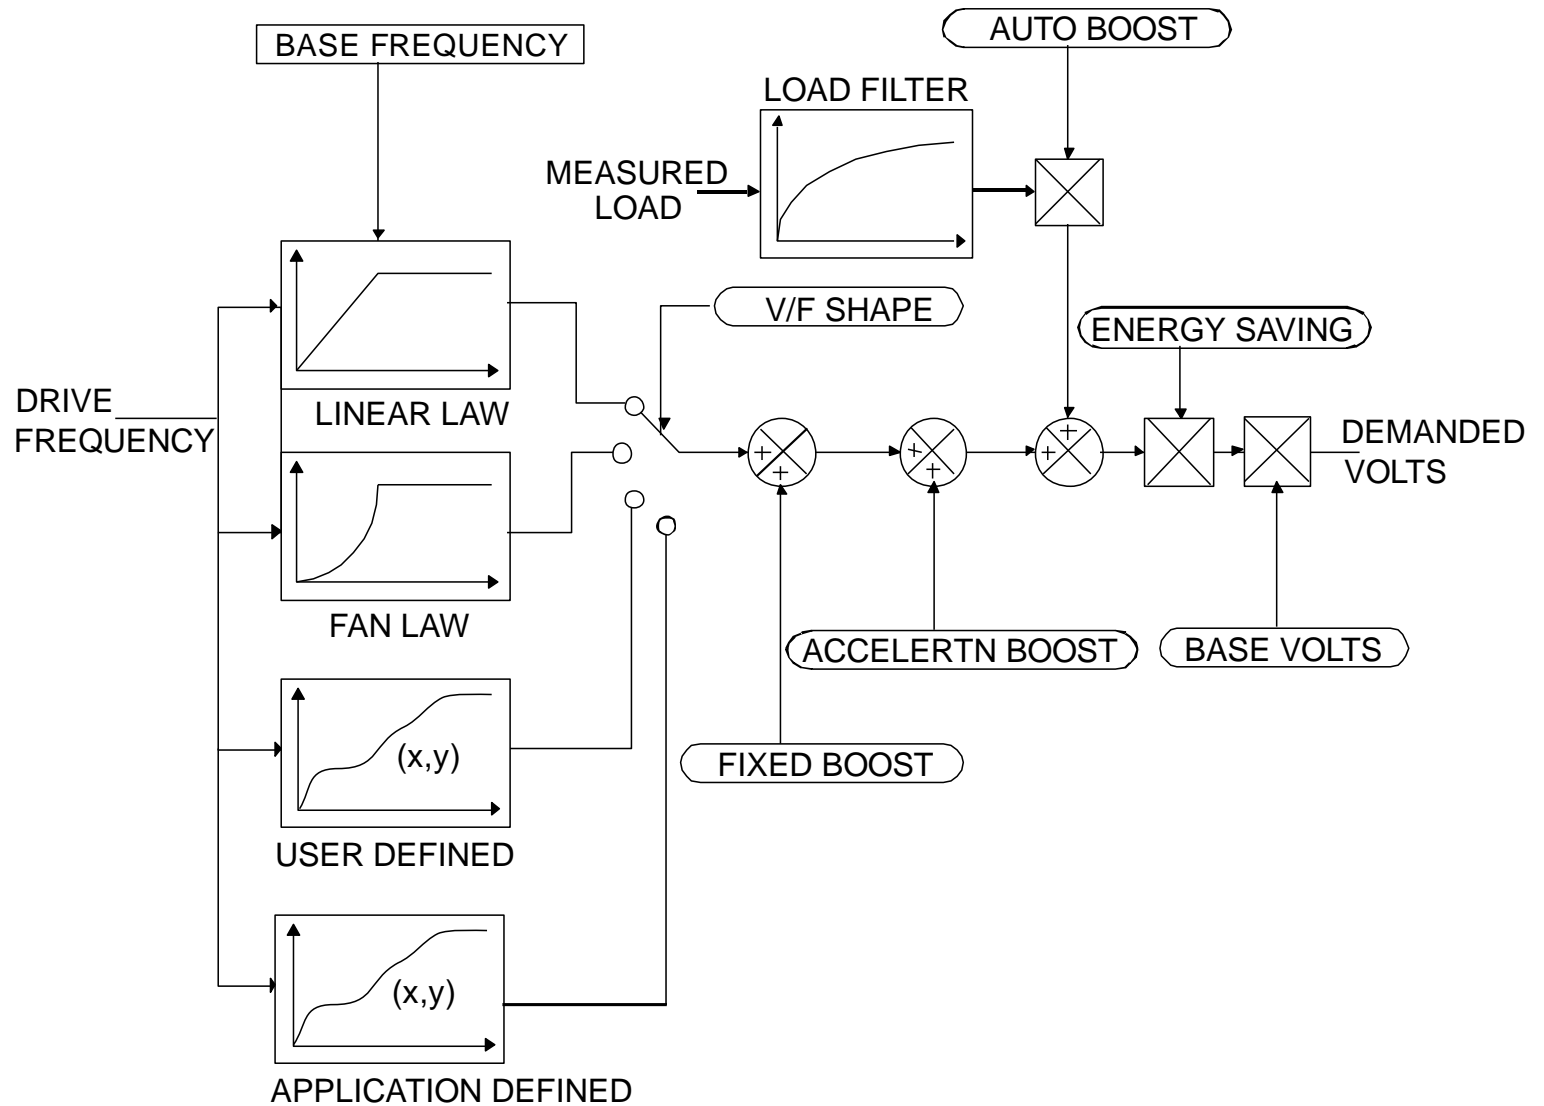 AUTO BOOST
BASE FREQUENCY
LOAD FILTER
MEASURED
LOAD
V/F SHAPE
ENERGY SAVING
DRIVE
FREQUENCY
LINEAR LAW
+
+
+
+
+
+
DEMANDED
VOLTS
FAN LAW
ACCELERTN BOOST
BASE VOLTS
(x,y)
FIXED BOOST
USER DEFINED
(x,y)
APPLICATION DEFINED